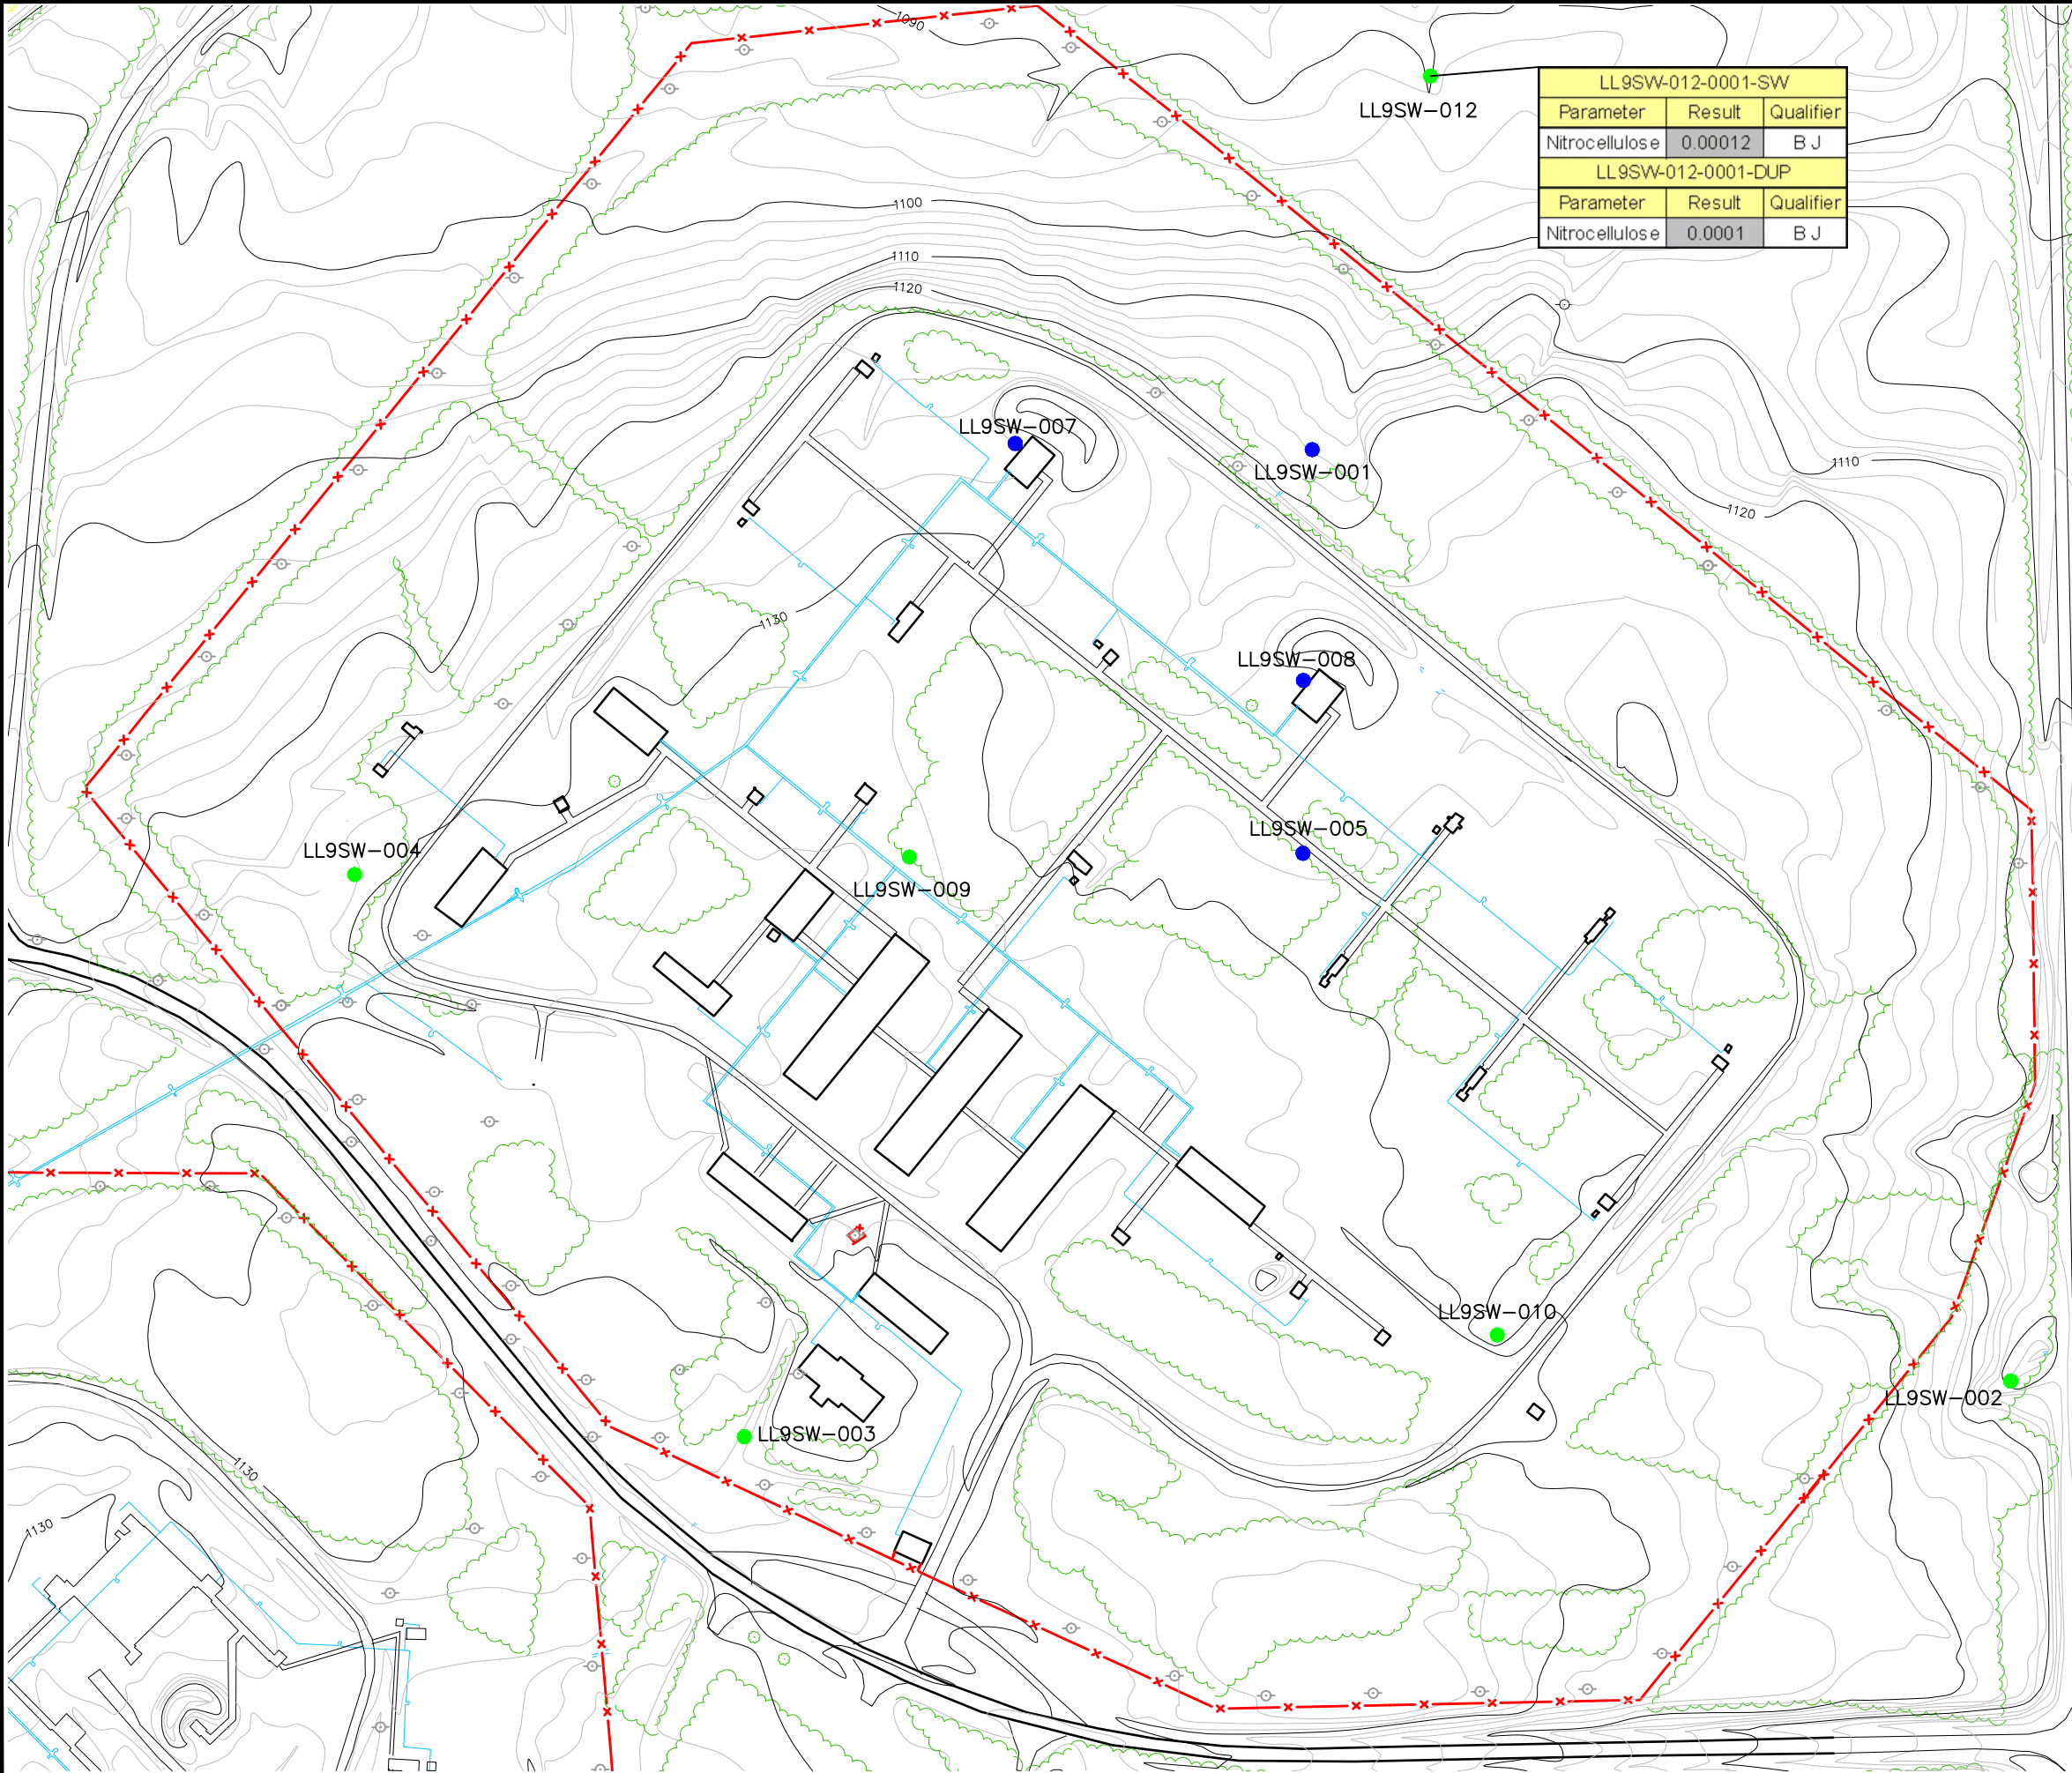 1090
LL9SW-012
LL9SW-012-0001-SW
Parameter Result Qualifier
Nitrocellulose 0.00012 B J
LL9SW-012-0001-DUP
Parameter Result Qualifier
Nitrocellulose 0.0001 B J
1100
1110
1120
LL9SW-007
LL9SW-001
1110
1120
1130
LL9SW-008
LL9SW-005
LL9SW-004
LL9SW-009
LL9SW-010
LL9SW-002
LL9SW-003
1130
1130